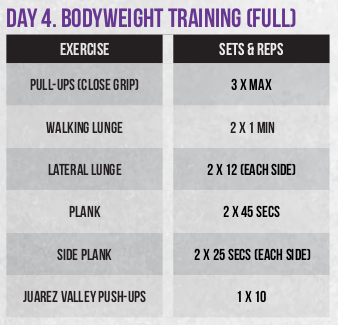 DAY 4. BODYWEIGHT TRAINING (FULL)
EXERCISE SETS & REPS
PULL-UPS (CLOSE GRIP) 3 X MAX
WALKING LUNGE 2 X 1 MIN
LATERAL LUNGE 2 X 12 (EACH SIDE)
PLANK 2 X 45 SECS
SIDE PLANK 2 X 25 SECS (EACH SIDE)
JUAREZ VALLEY PUSH-UPS 1 X 10